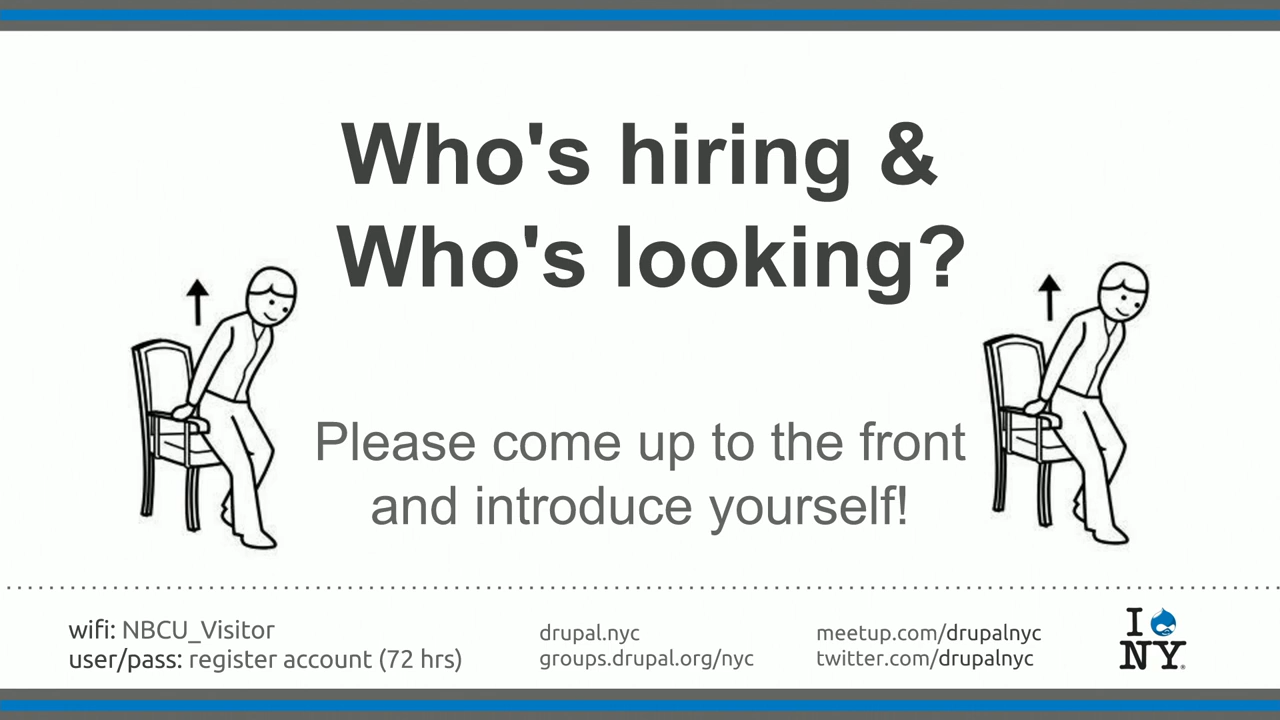 Who's hiring &
Who's looking?
Please come up to the front
and introduce yourself!
wifi: NBCU_Visitor
user/pass: register account (72 hrs)
drupal.nyc
groups.drupal.org/nyc
meetup.com/drupalnyc
twitter.com/drupalnyc
I
NY®